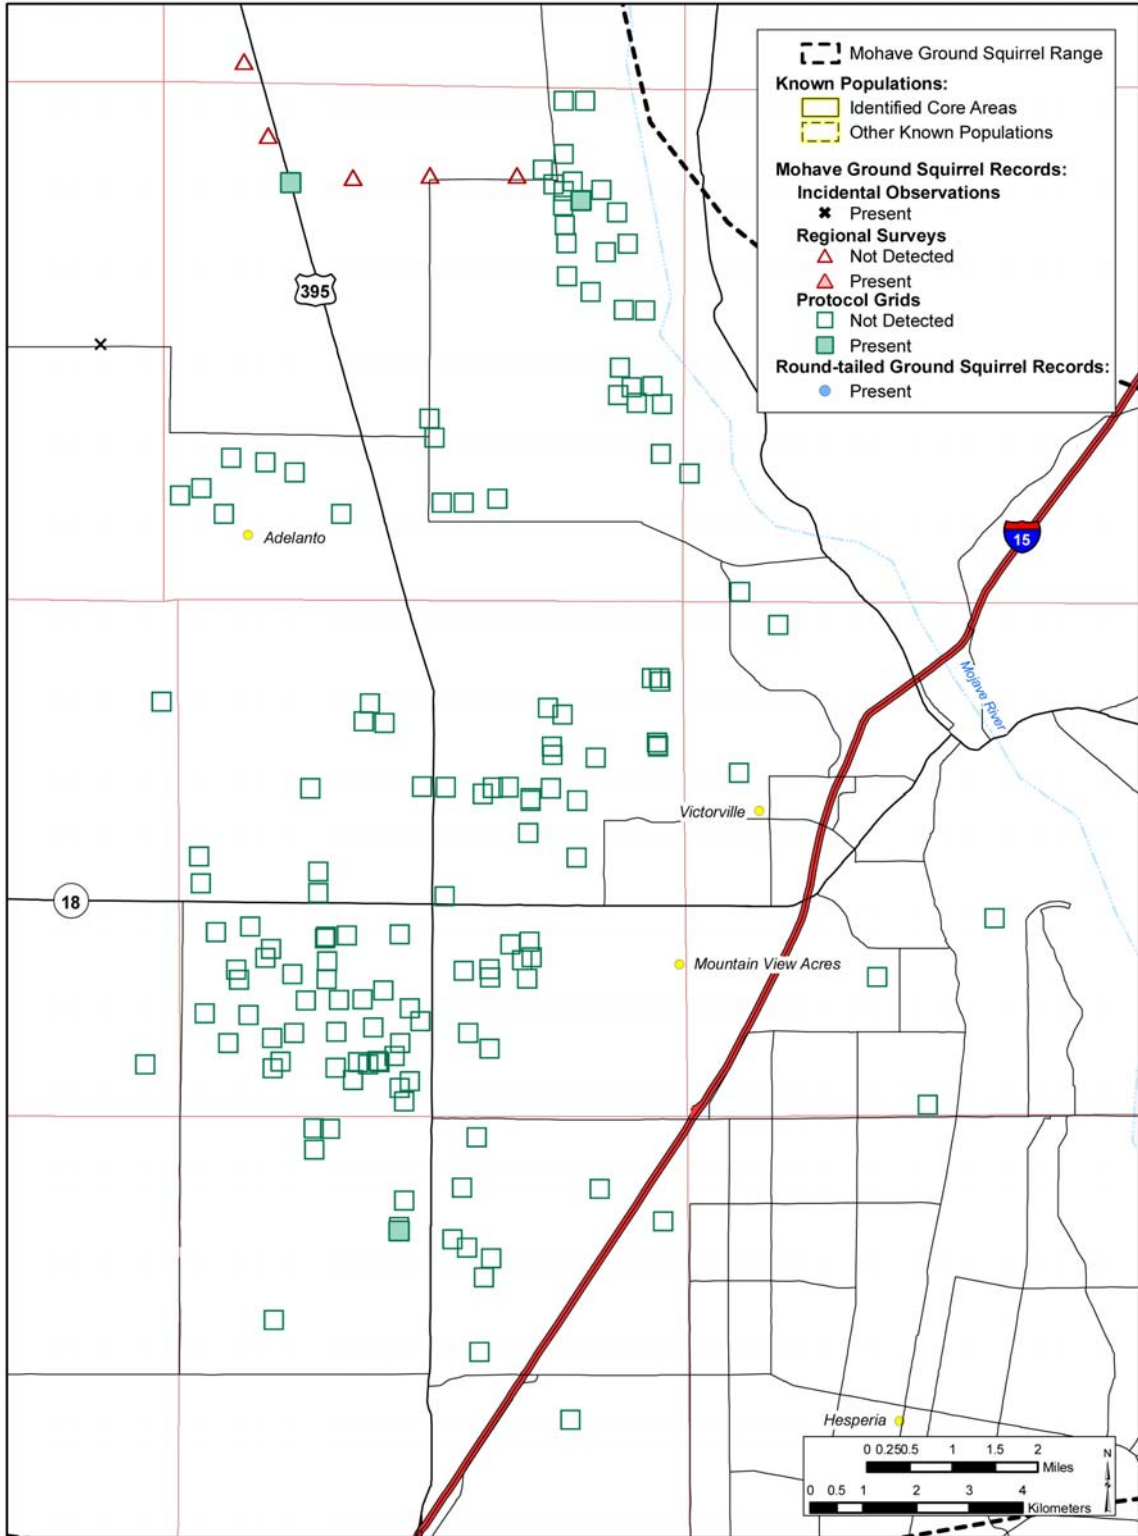 Mohave Ground Squirrel Range
Known Populations:
Identified Core Areas
Other Known Populations
Mohave Ground Squirrel Records:
Incidental Observations
Present
Regional Surveys
Not Detected
Present
Protocol Grids
Not Detected
Present
Round-tailed Ground Squirrel Records:
Present
395
15
Adelanto
Mojave River
Victorville
18
Mountain View Acres
Hesperia
0 0.25 0.5 1 1.5 2
Miles
0 0.5 1 2 3 4
Kilometers
N